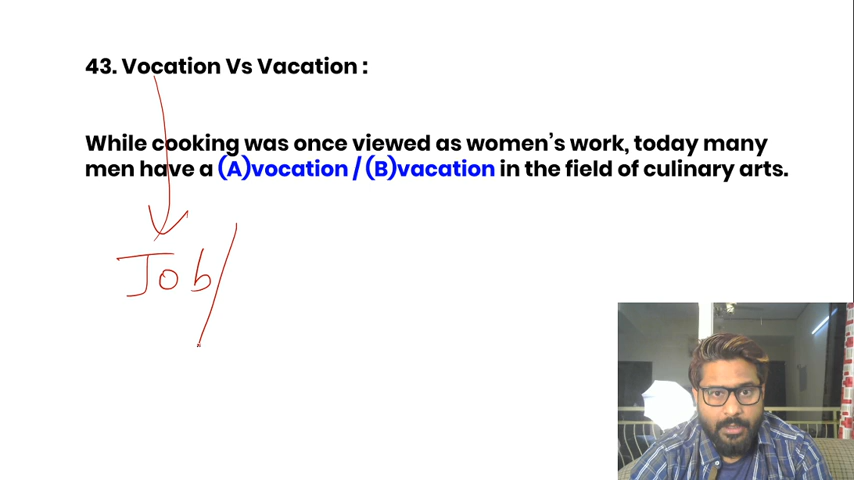 43. Vocation Vs Vacation :
While cooking was once viewed as women's work, today many
men have a (A)vocation / (B)vacation in the field of culinary arts.
Job/